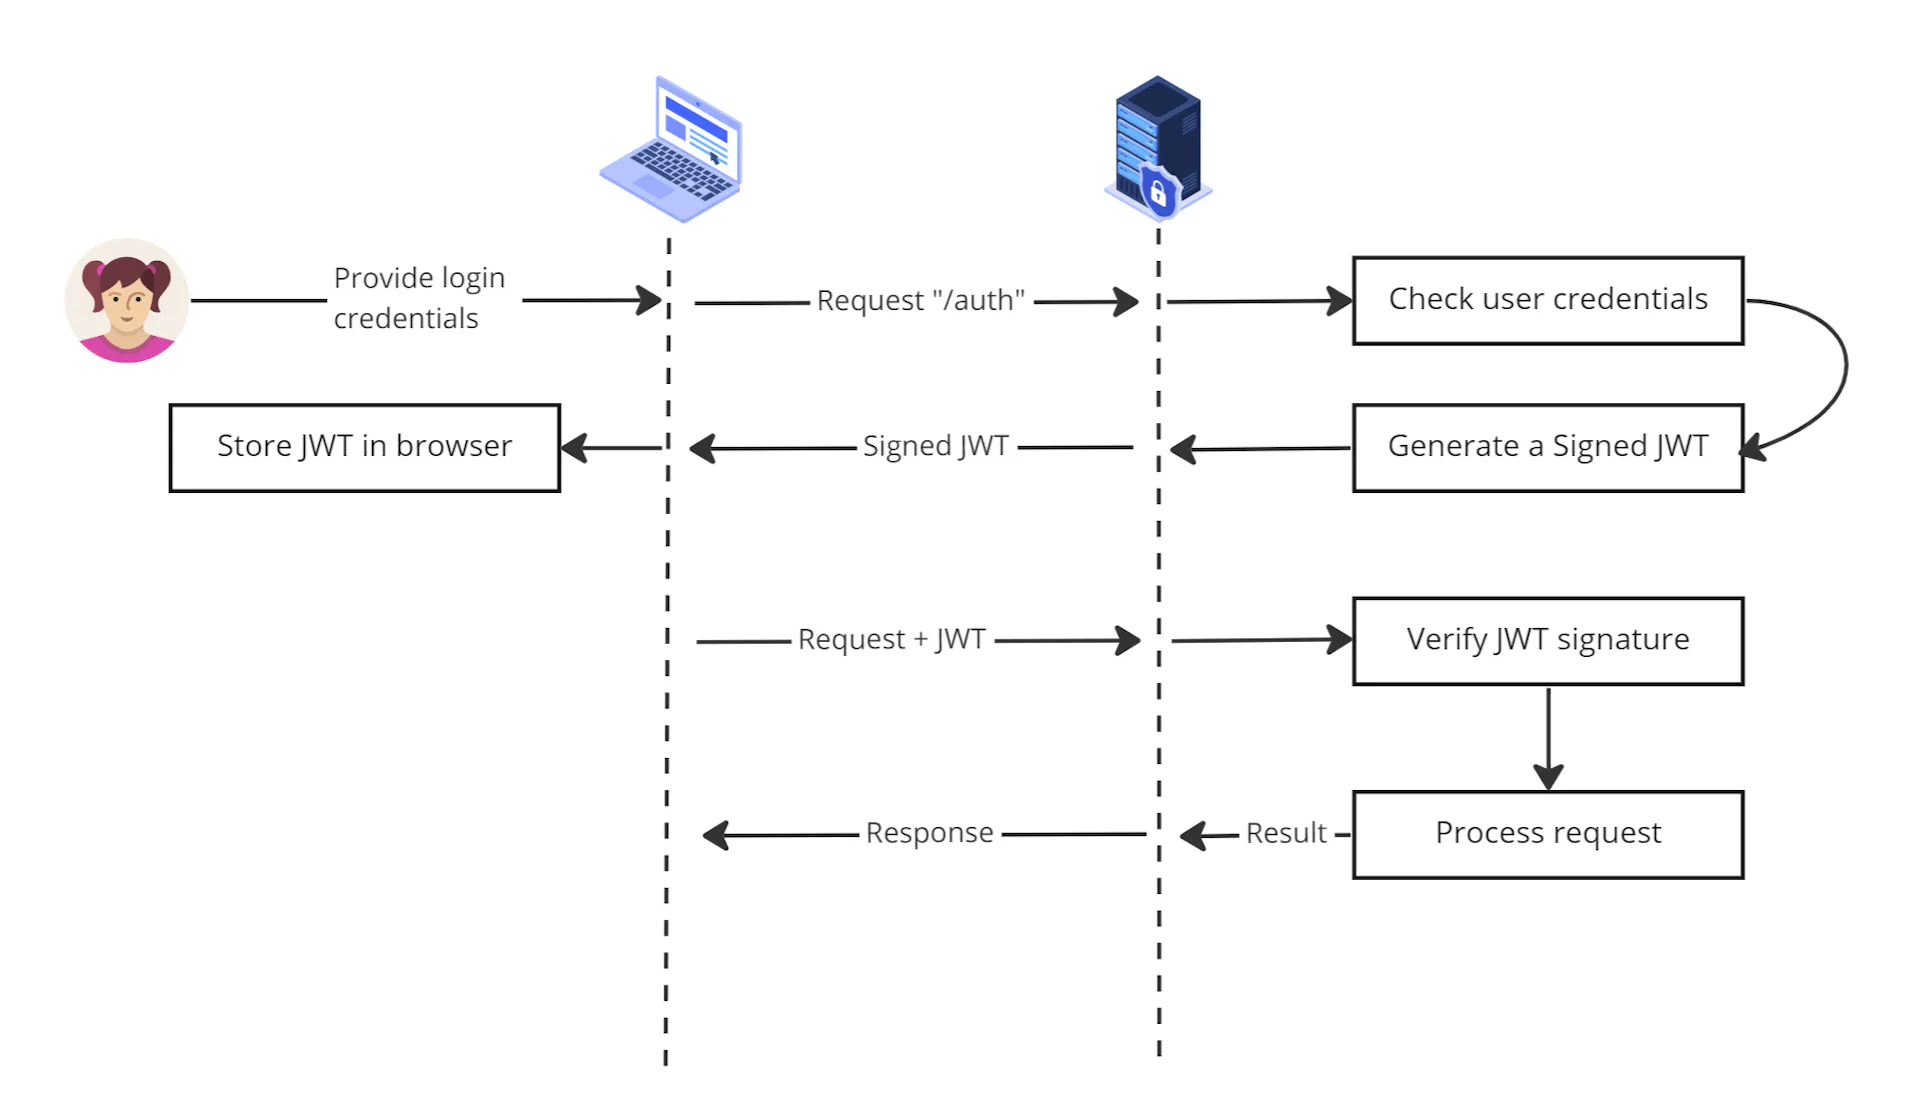 Provide login
credentials
Request "/auth"
Check user credentials
Store JWT in browser
Signed JWT
Generate a Signed JWT
Request + JWT
Verify JWT signature
Response
Result
Process request